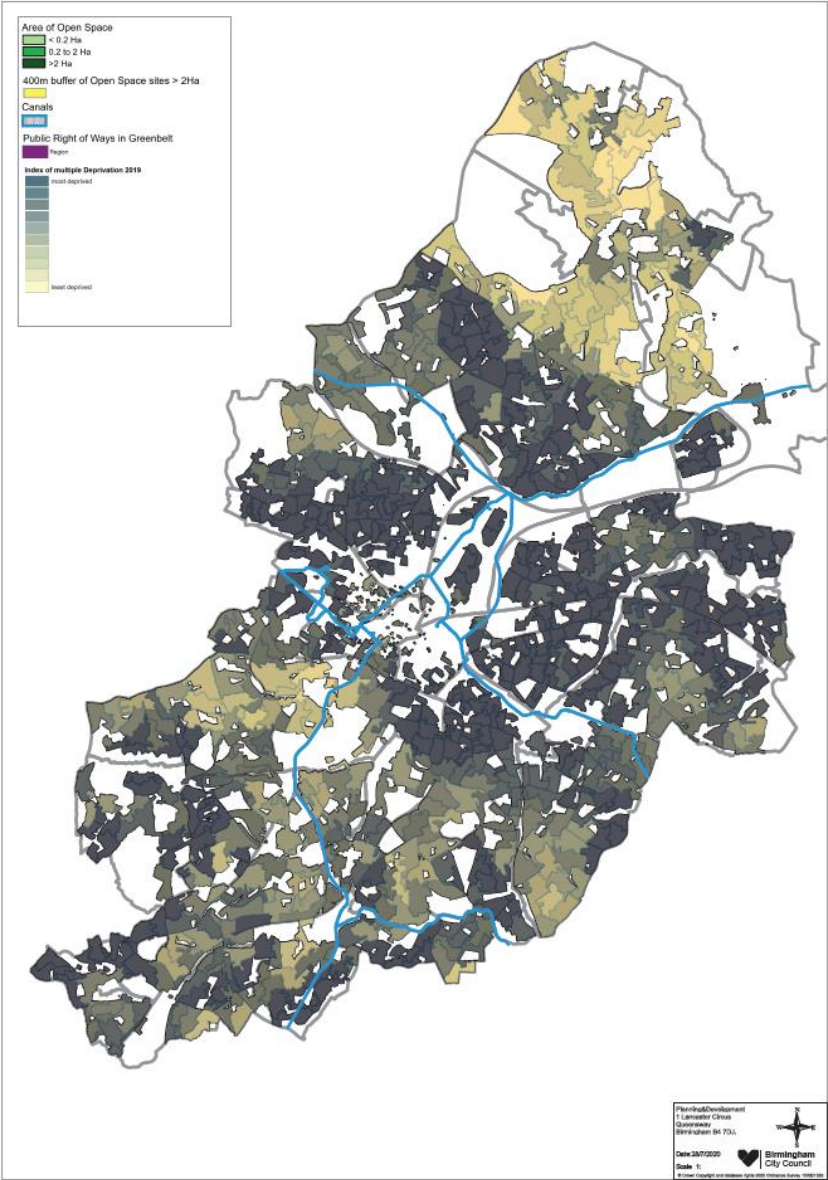 Area of Open Space
< 0.2 Ha
0.2 to 2 Ha
>2 Ha
400m buffer of Open Space sites > 2Ha
Canals
Public Right of Ways in Greenbelt
Region
Index of multiple Deprivation 2019
most deprived
least deprived
Planning&Development
1 Lancaster Circus
Queensway
Birmingham B4 7DJ.
N
W E
S
Date:28/7/2020
Scale 1:
Birmingham
City Council